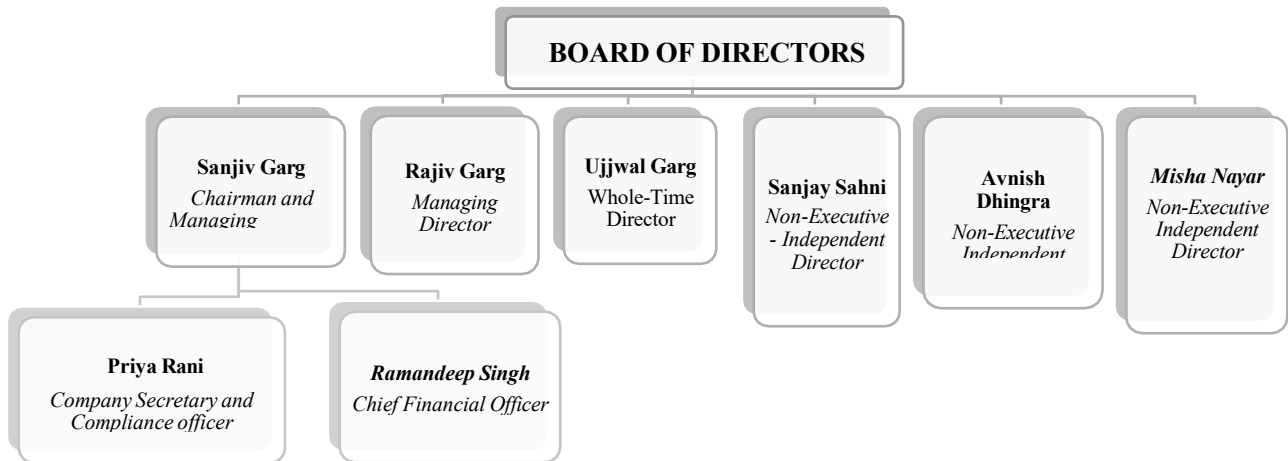 BOARD OF DIRECTORS
Sanjiv Garg
Chairman and
Managing
Rajiv Garg
Managing
Director
Ujjwal Garg
Whole-Time
Director
Sanjay Sahni
Non-Executive
- Independent
Director
Avnish
Dhingra
Non-Executive
Independent
Misha Nayar
Non-Executive
Independent
Director
Priya Rani
Company Secretary and
Compliance officer
Ramandeep Singh
Chief Financial Officer